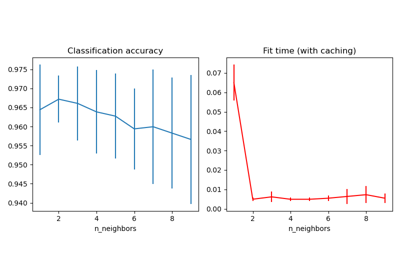 Classification accuracy
0.975
0.970
0.965
0.960
0.955
0.950
0.945
0.940
2 4 6 8
n_neighbors
Fit time (with caching)
0.07
0.06
0.05
0.04
0.03
0.02
0.01
0.00
2 4 6 8
n_neighbors